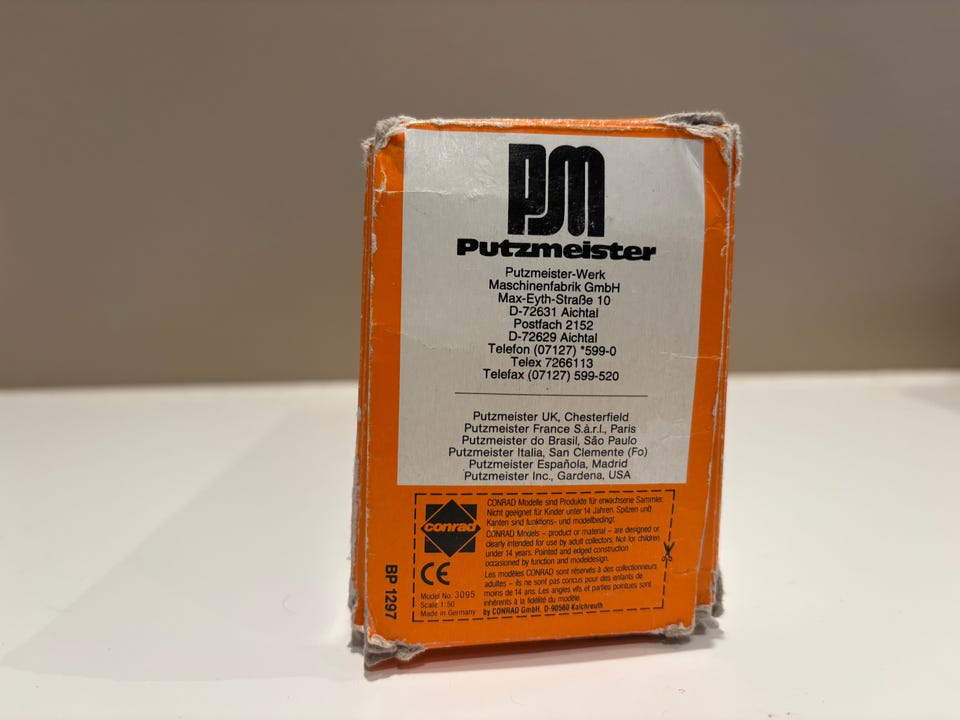 PM
Putzmeister
Putzmeister-Werk
Maschinenfabrik GmbH
Max-Eyth-Straße 10
D-72631 Aichtal
Postfach 2152
D-72629 Aichtal
Telefon (07127) *599-0
Telex 7266113
Telefax (07127) 599-520
Putzmeister UK, Chesterfield
Putzmeister France S.à.r.l., Paris
Putzmeister do Brasil, São Paulo
Putzmeister Italia, San Clemente (Fo)
Putzmeister Española, Madrid
Putzmeister Inc., Gardena, USA
conrad
CE
Model No. 3095
Scale 1:50
Made in Germany
CONRAD Modelle sind Produkte für erwachsene Sammler.
Nicht geeignet für Kinder unter 14 Jahren. Spitzen und
Kanten sind funktions- und modellbedingt.
CONRAD Models – product or material – are designed or
clearly intended for use by adult collectors. Not for children
under 14 years. Pointed and edged construction
occasioned by function and modeldesign.
Les modèles CONRAD sont réservés à des collectionneurs
adultes – ils ne sont pas concus pour des enfants de
moins de 14 ans. Les angles vifs et parties pointues sont
inhérents à la fidélité du modèle.
by CONRAD GmbH, D-90560 Kalchreuth
BP 1297